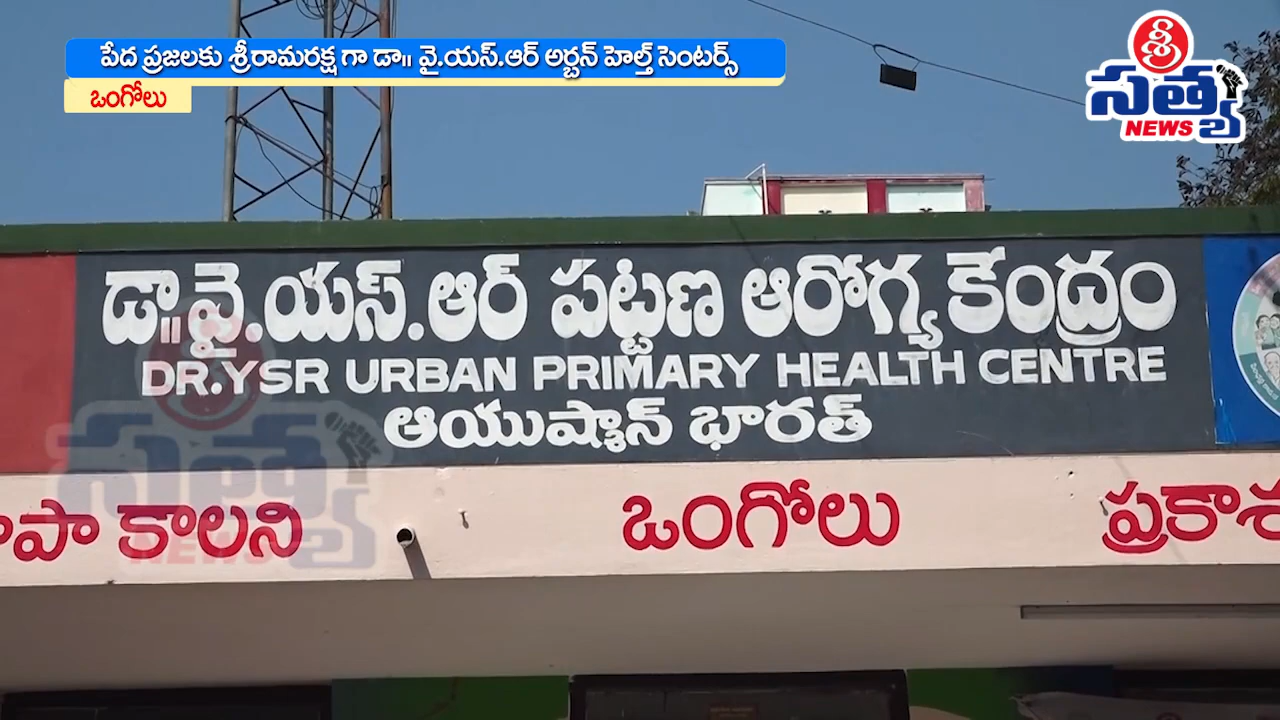 పేద ప్రజలకు శ్రీరామరక్ష గా డా॥ వై.యస్.ఆర్ అర్బన్ హెల్త్ సెంటర్స్
ఒంగోలు
శ్రీ
సత్య
NEWS
డా॥వై.యస్.ఆర్ పట్టణ ఆరోగ్య కేంద్రం
DR.YSR URBAN PRIMARY HEALTH CENTRE
ఆయుష్మాన్ భారత్
పాపా కాలని ఒంగోలు ప్రకాశ